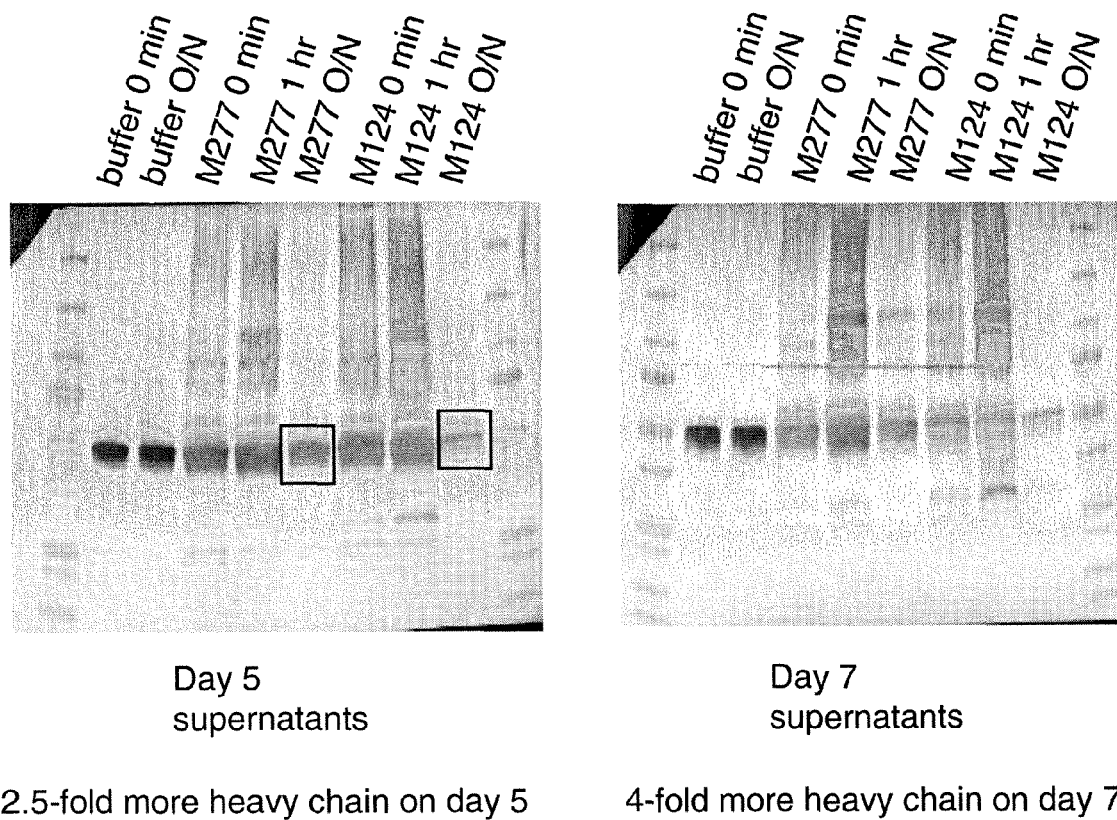 buffer 0 min
buffer O/N
M277 0 min
M277 1 hr
M277 O/N
M124 0 min
M124 1 hr
M124 O/N
buffer 0 min
buffer O/N
M277 0 min
M277 1 hr
M277 O/N
M124 0 min
M124 1 hr
M124 O/N
Day 5
supernatants
Day 7
supernatants
2.5-fold more heavy chain on day 5
4-fold more heavy chain on day 7